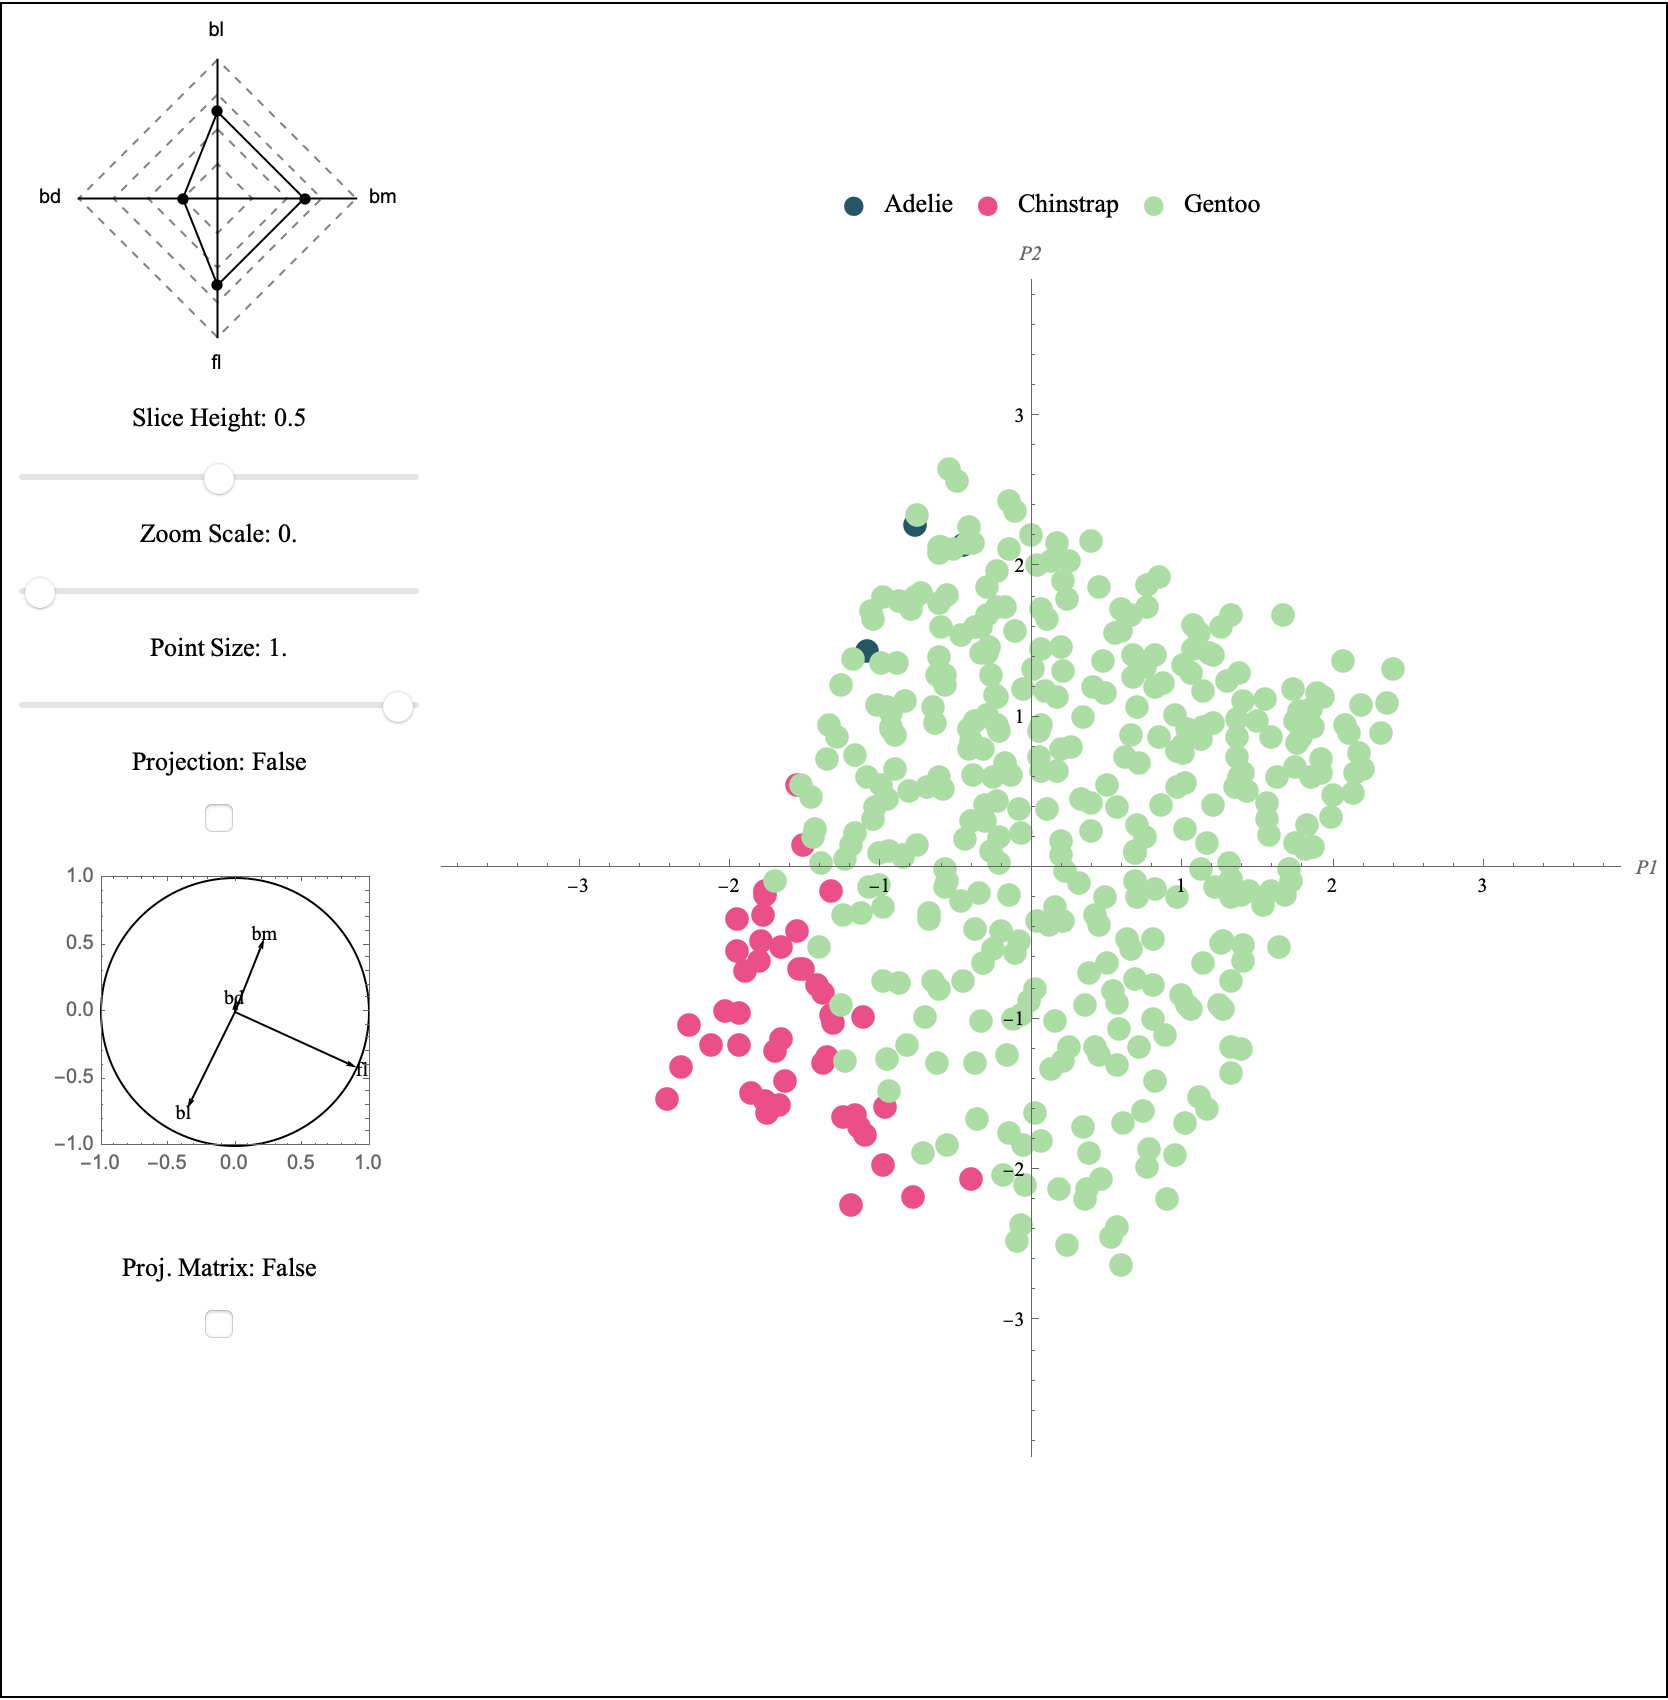 bl
bd
bm
fl
Slice Height: 0.5
Zoom Scale: 0.
Point Size: 1.
Projection: False
1.0
0.5
0.0
−0.5
−1.0
bm
bd
fl
bl
−1.0 −0.5 0.0 0.5 1.0
Proj. Matrix: False
Adelie Chinstrap Gentoo
P2
3
2
1
−3 −2 −1 1 2 3 P1
−1
−2
−3